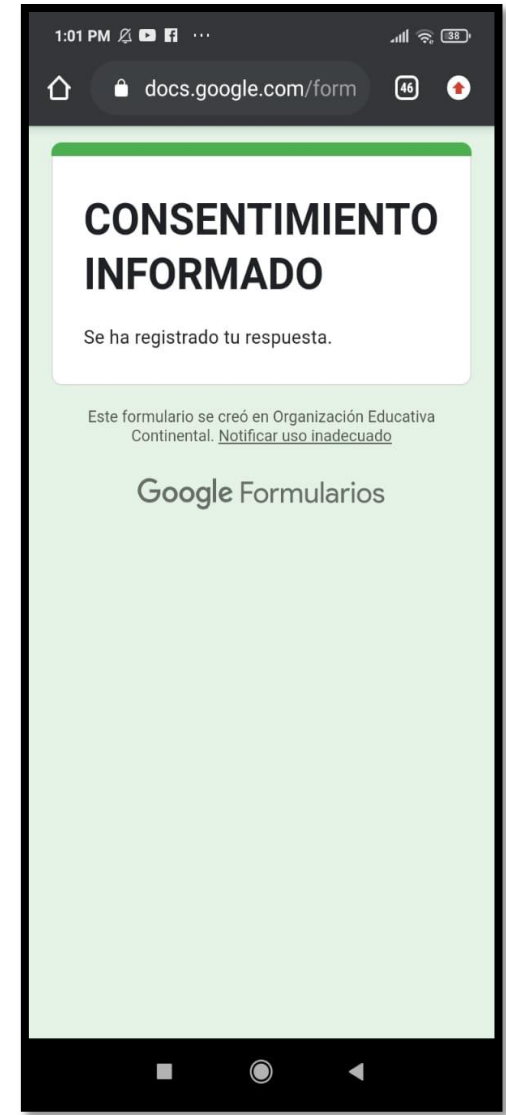 1:01 PM ...
docs.google.com/form 46
38
CONSENTIMIENTO
INFORMADO
Se ha registrado tu respuesta.
Este formulario se creó en Organización Educativa
Continental. Notificar uso inadecuado
Google Formularios